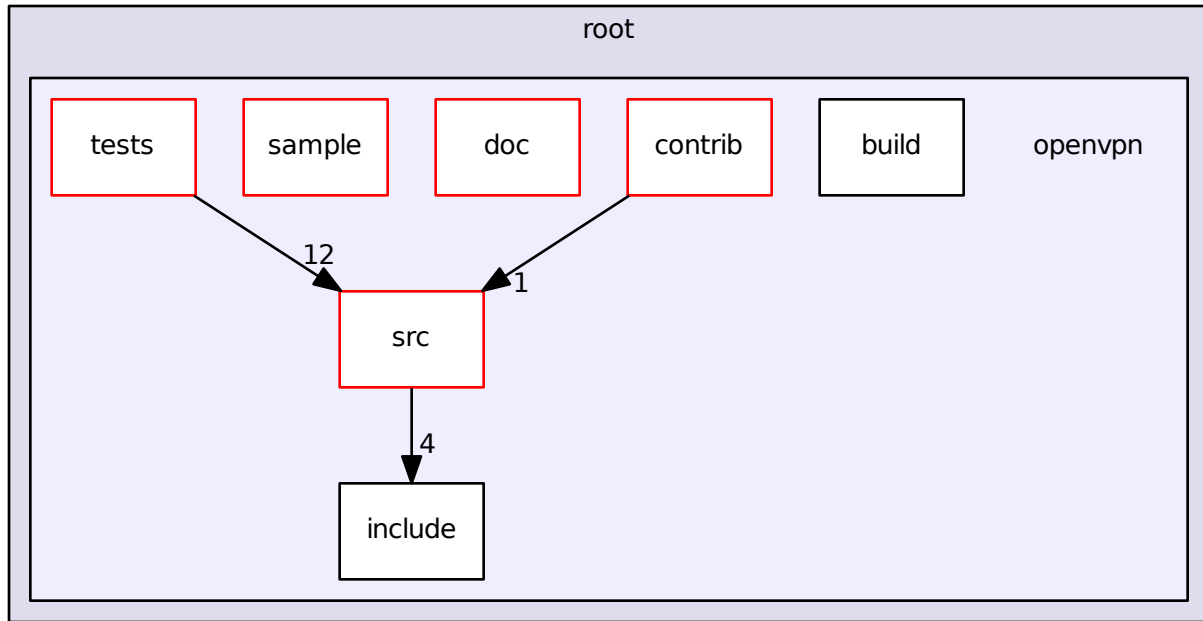 root
tests
sample
doc
contrib
build
openvpn
12
1
src
4
include